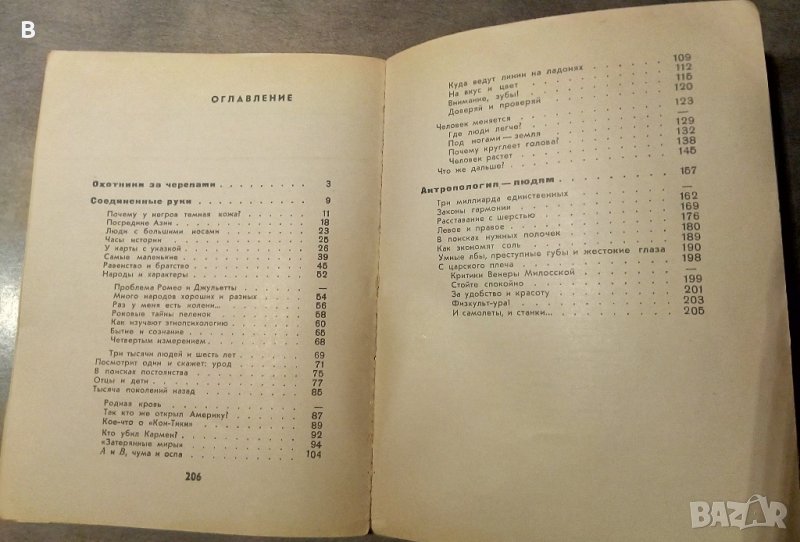 B
ОГЛАВЛЕНИЕ
Охотники за черепами . . . . . . . 3
Соединенные руки . . . . . . . . 9
Почему у негров темная кожа? . . . . . 11
Посредине Азии . . . . . . . . 18
Люди с большими носами . . . . . . 23
Часы истории . . . . . . . . 25
У карты с указкой . . . . . . . 26
Самые маленькие . . . . . . . 39
Равенство и братство . . . . . . . 45
Народы и характеры . . . . . . . 52
Проблема Ромео и Джульетты . . . . . —
Много народов хороших и разных . . . . 54
Раз у меня есть колени... . . . . . 56
Роковые тайны пеленок . . . . . . 58
Как изучают этнопсихологию . . . . . 60
Бытие и сознание . . . . . . . 65
Четвертым измерением . . . . . . 68
Три тысячи людей и шесть лет . . . . . 69
Посмотрит один и скажет: урод . . . . . 71
В поисках постоянства . . . . . . . 75
Отцы и дети . . . . . . . . 77
Тысяча поколений назад . . . . . . 85
Родная кровь . . . . . . . . —
Так кто же открыл Америку? . . . . . 87
Кое-что о «Кон-Тики» . . . . . . 89
Кто убил Кармен? . . . . . . . 92
«Затерянные миры» . . . . . . . 94
A и B, чума и оспа . . . . . . . 104
206
109
Куда ведут линии на ладонях . . . . . 112
На вкус и цвет . . . . . . . 115
Внимание, зубы! . . . . . . . 120
Доверяй и проверяй . . . . . . . 123
Человек меняется . . . . . . . —
Где люди легче? . . . . . . . 129
Под ногами — земля . . . . . . 132
Почему круглеет голова? . . . . . . 138
Человек растет . . . . . . . 145
Что же дальше? . . . . . . . 157
Антропология — людям . . . . . . —
Три миллиарда единственных . . . . . 162
Законы гармонии . . . . . . . 169
Расставание с шерстью . . . . . . 176
Левое и правое . . . . . . . 180
В поисках нужных полочек . . . . . . 189
Как экономят соль . . . . . . . 190
Умные лбы, преступные губы и жестокие глаза 198
С царского плеча . . . . . . . —
Критики Венеры Милосской . . . . . 199
Стойте спокойно . . . . . . . 201
За удобство и красоту . . . . . . 203
Физкульт-ура! . . . . . . . 205
И самолеты, и станки... . . . . .
BAZAR